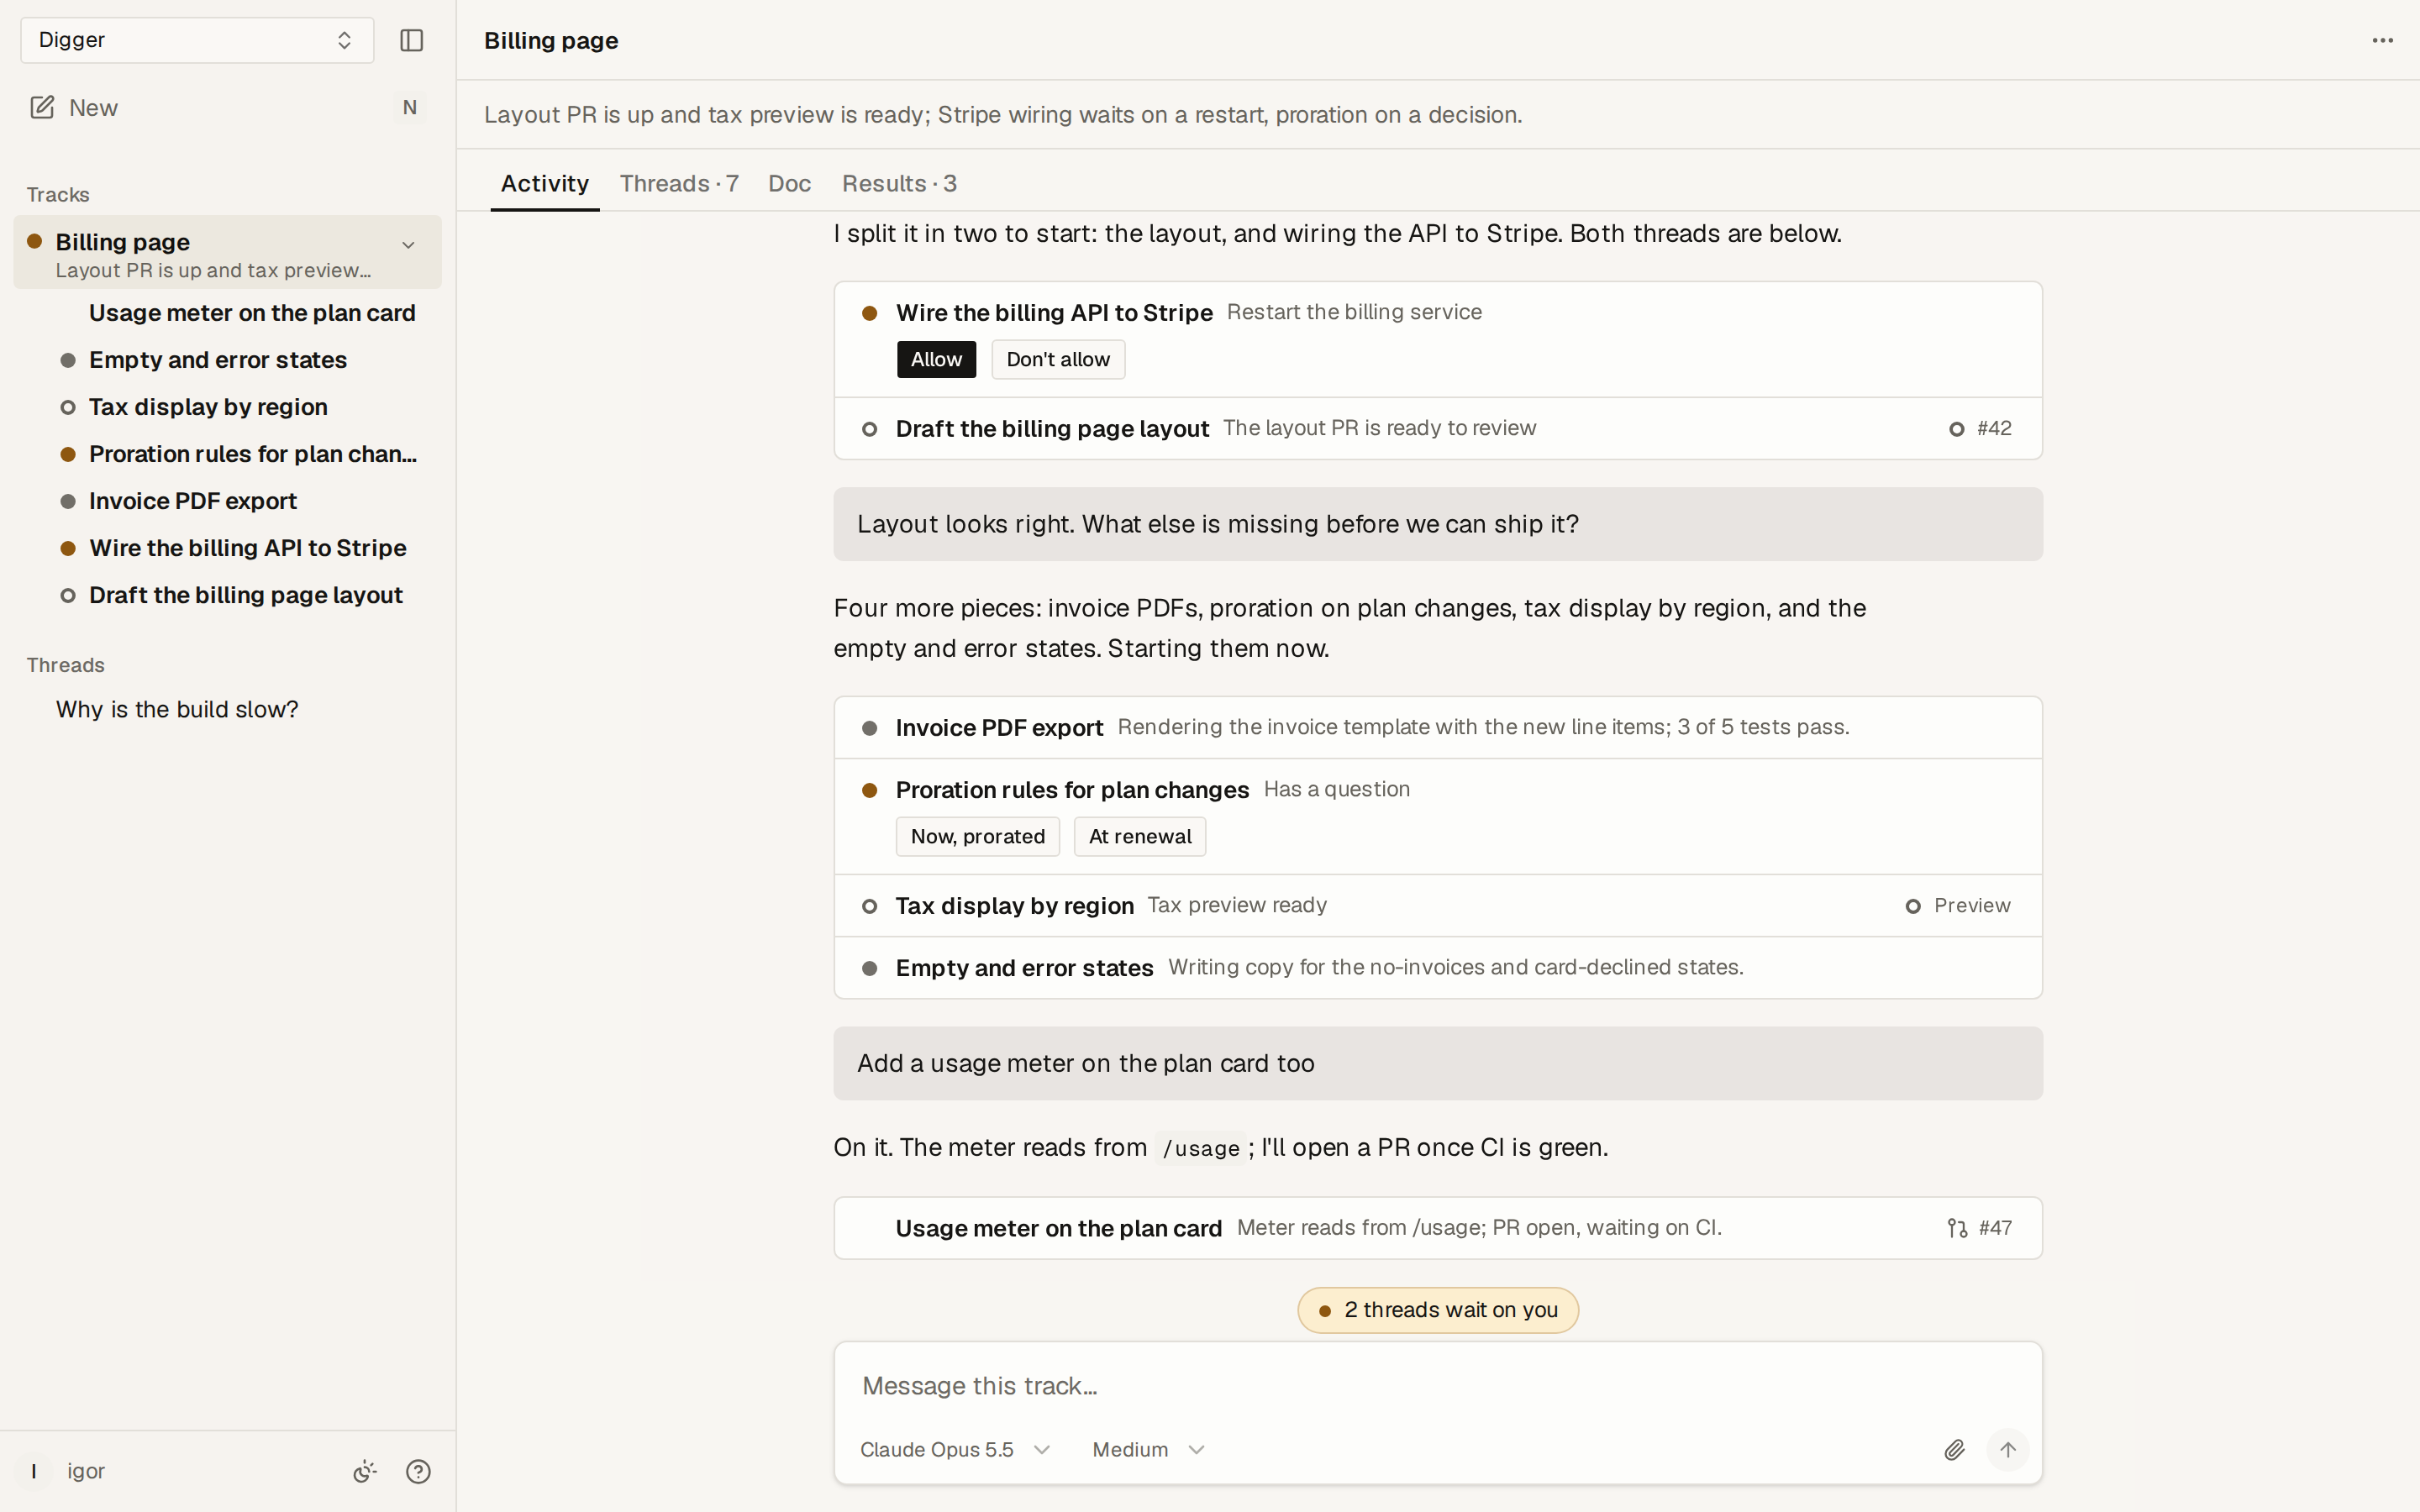 Digger
New
N
Tracks
Billing page
Layout PR is up and tax preview...
Usage meter on the plan card
Empty and error states
Tax display by region
Proration rules for plan chan...
Invoice PDF export
Wire the billing API to Stripe
Draft the billing page layout
Threads
Why is the build slow?
I
igor
Billing page
Layout PR is up and tax preview is ready; Stripe wiring waits on a restart, proration on a decision.
Activity
Threads · 7
Doc
Results · 3
I split it in two to start: the layout, and wiring the API to Stripe. Both threads are below.
Wire the billing API to Stripe Restart the billing service
Allow
Don't allow
Draft the billing page layout The layout PR is ready to review #42
Layout looks right. What else is missing before we can ship it?
Four more pieces: invoice PDFs, proration on plan changes, tax display by region, and the
empty and error states. Starting them now.
Invoice PDF export Rendering the invoice template with the new line items; 3 of 5 tests pass.
Proration rules for plan changes Has a question
Now, prorated
At renewal
Tax display by region Tax preview ready Preview
Empty and error states Writing copy for the no-invoices and card-declined states.
Add a usage meter on the plan card too
On it. The meter reads from /usage; I'll open a PR once CI is green.
Usage meter on the plan card Meter reads from /usage; PR open, waiting on CI. #47
2 threads wait on you
Message this track...
Claude Opus 5.5
Medium